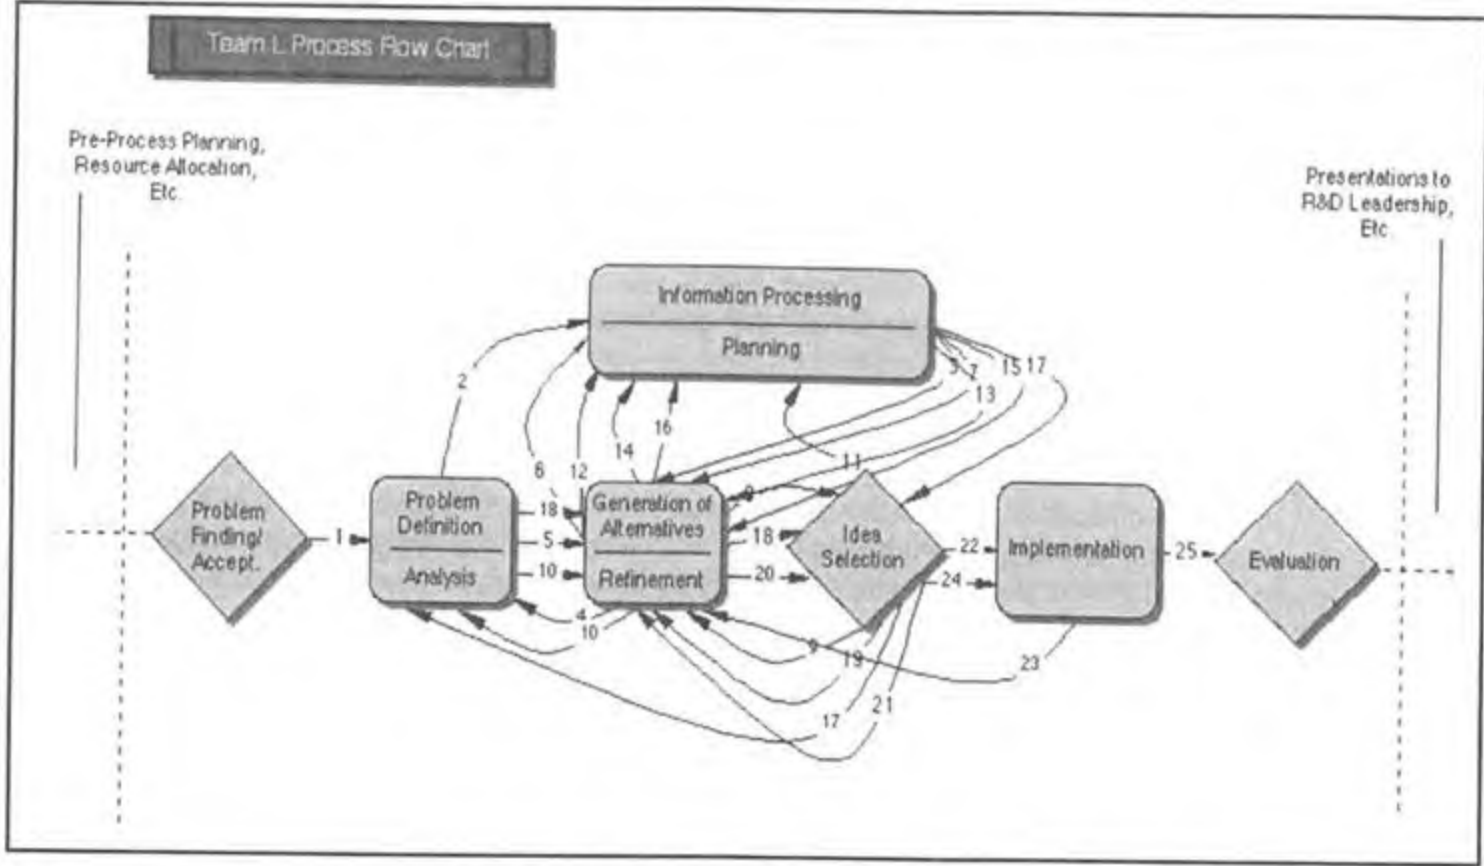 Team L Process Flow Chart
Pre-Process Planning,
Resource Allocation,
Etc.
Presentations to
R&D Leadership,
Etc
Information Processing
Planning
2
3
7
15
17
13
6
12
14
16
11
Problem
Finding/
Accept.
1
Problem
Definition
Analysis
18
5
10
Generation of
Alternatives
Refinement
18
20
Idea
Selection
22
24
Implementation
25
Evaluation
4
10
9
19
23
17
21